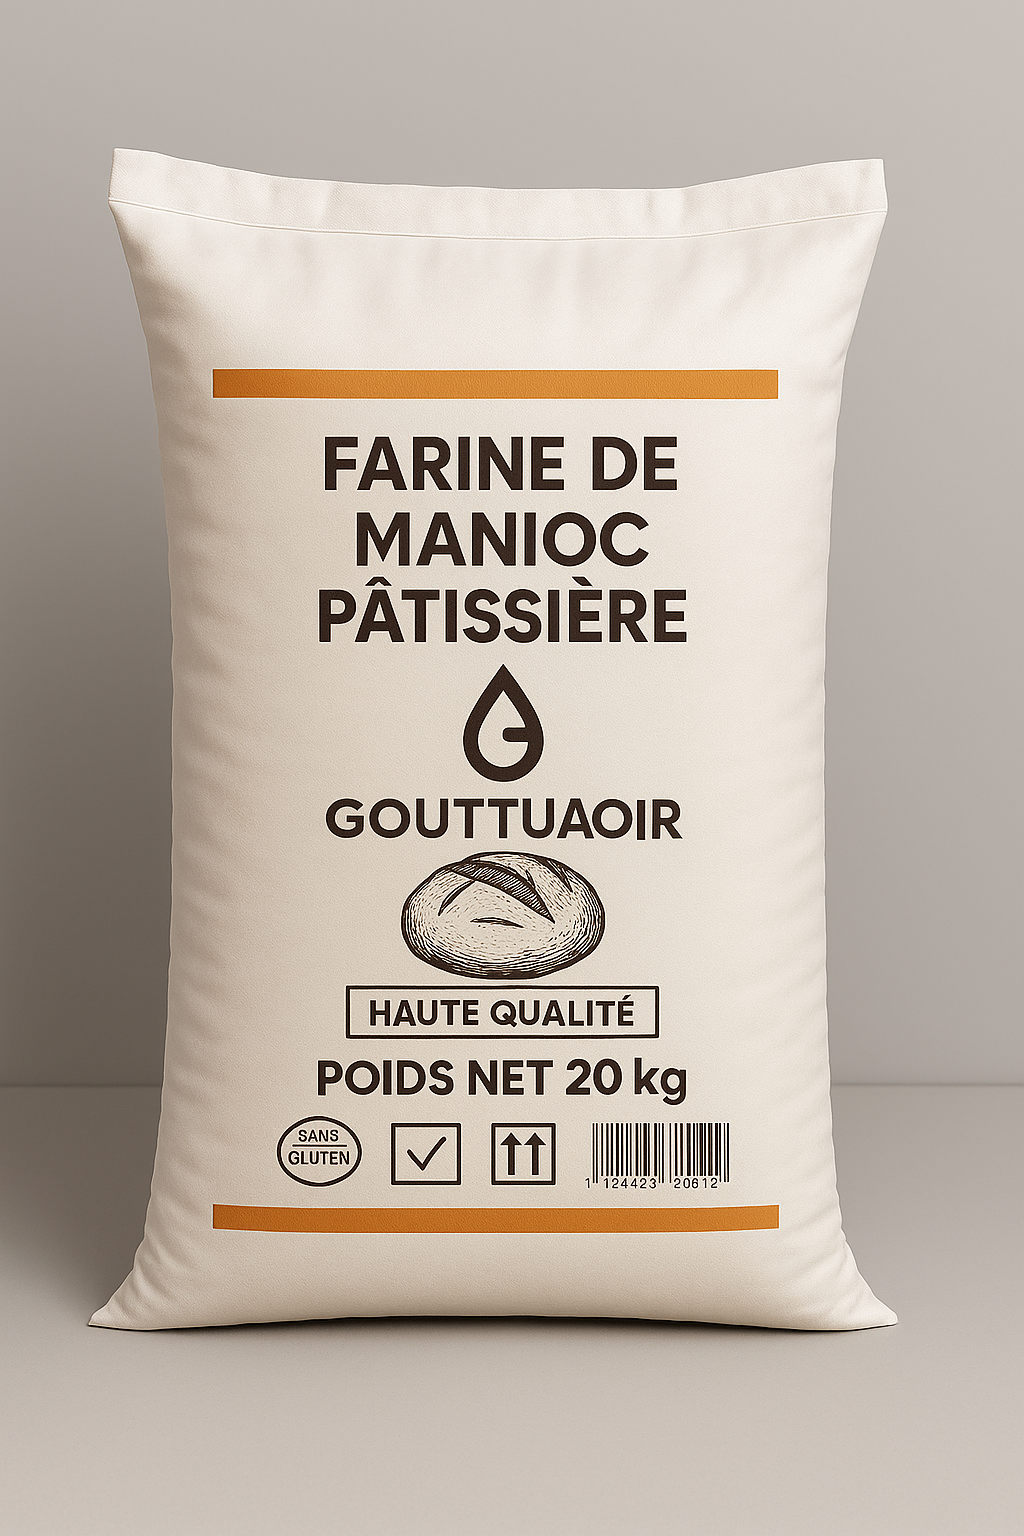 FARINE DE
MANIOC
PÂTISSIÈRE
GOUTTUAOIR
HAUTE QUALITÉ
POIDS NET 20 kg
SANS
GLUTEN
1 124423 20612